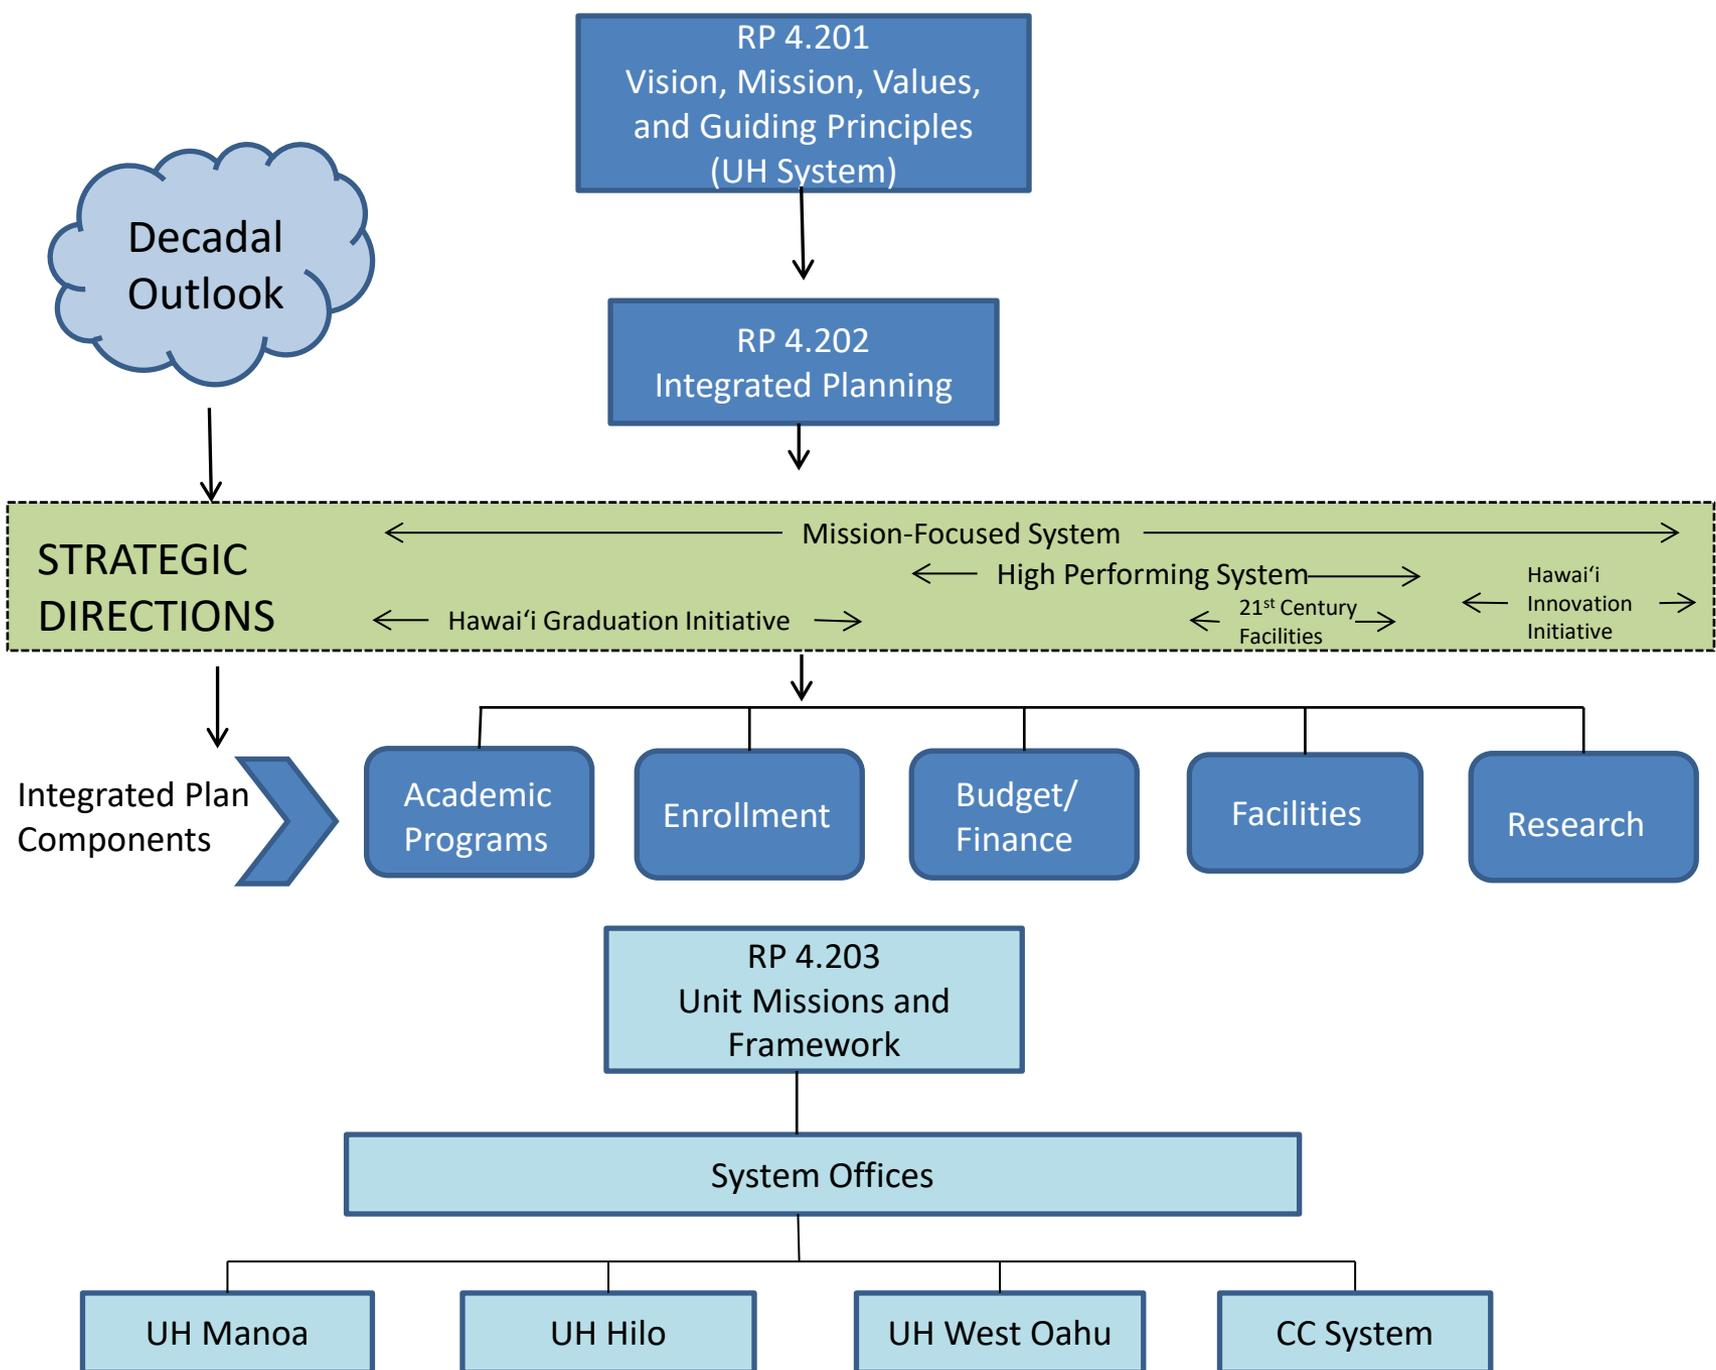 RP 4.201
Vision, Mission, Values,
and Guiding Principles
(UH System)
Decadal
Outlook
RP 4.202
Integrated Planning
STRATEGIC
DIRECTIONS
Mission-Focused System
High Performing System
Hawai‘i Graduation Initiative
21st Century
Facilities
Hawai‘i
Innovation
Initiative
Integrated Plan
Components
Academic
Programs
Enrollment
Budget/
Finance
Facilities
Research
RP 4.203
Unit Missions and
Framework
System Offices
UH Manoa
UH Hilo
UH West Oahu
CC System